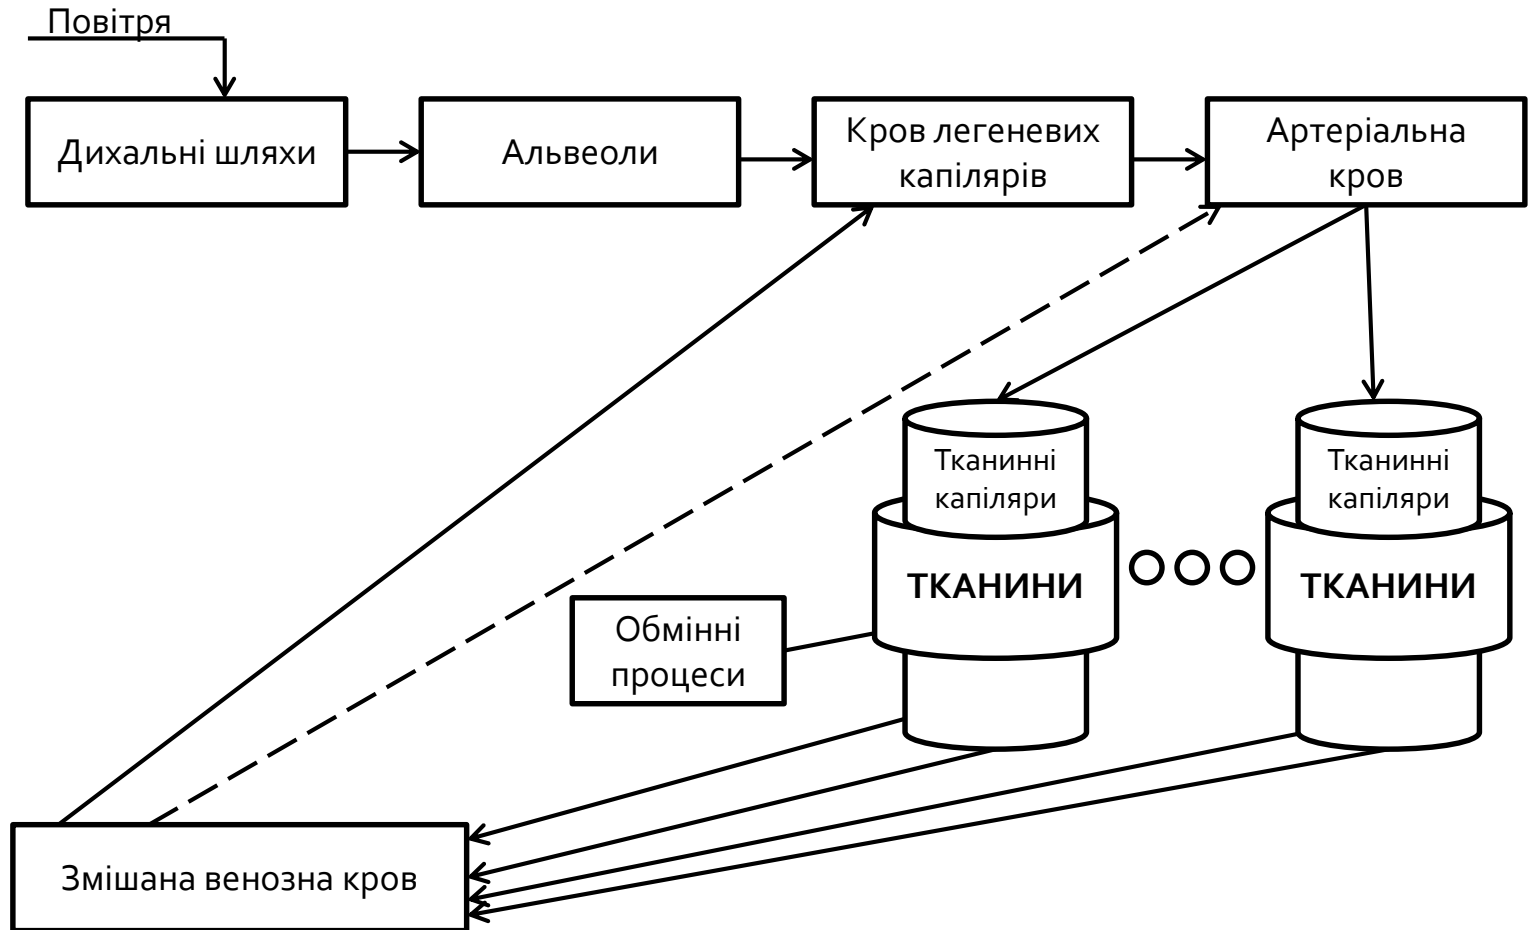 Повітря
Дихальні шляхи
Альвеоли
Кров легеневих
капілярів
Артеріальна
кров
Тканинні
капіляри
ТКАНИНИ
Тканинні
капіляри
ТКАНИНИ
Обмінні
процеси
Змішана венозна кров